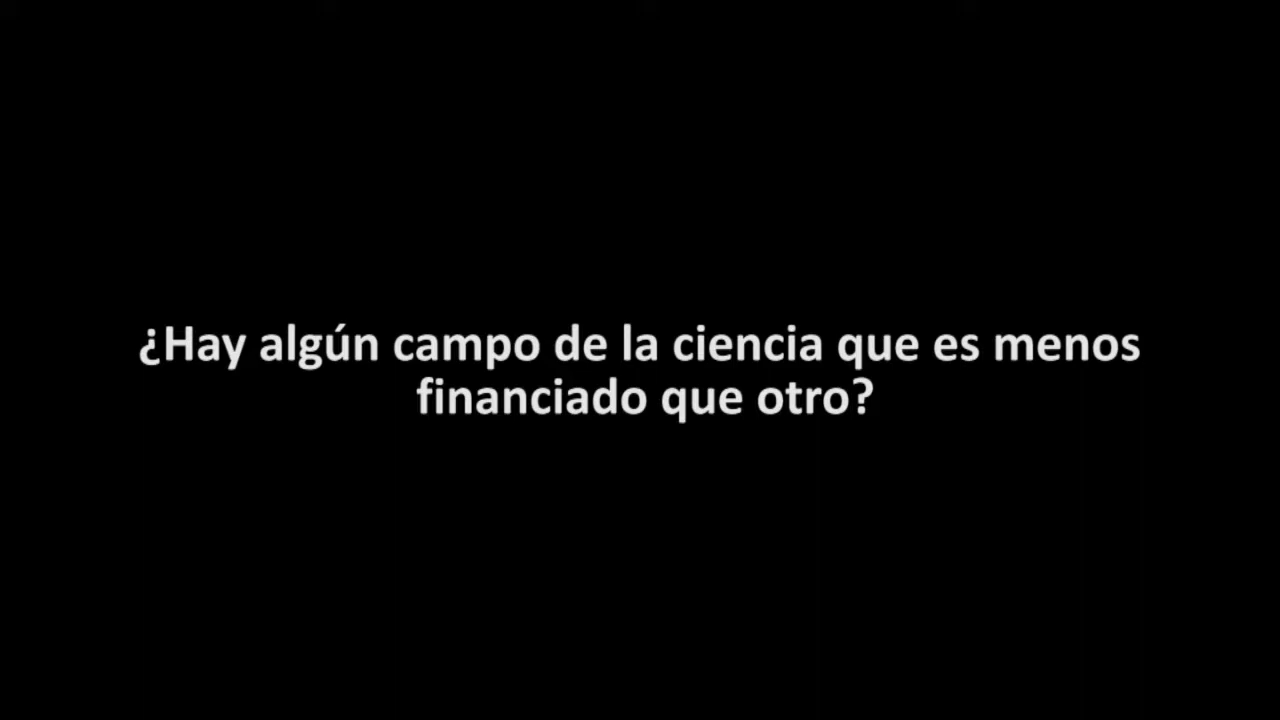 ¿Hay algún campo de la ciencia que es menos
financiado que otro?